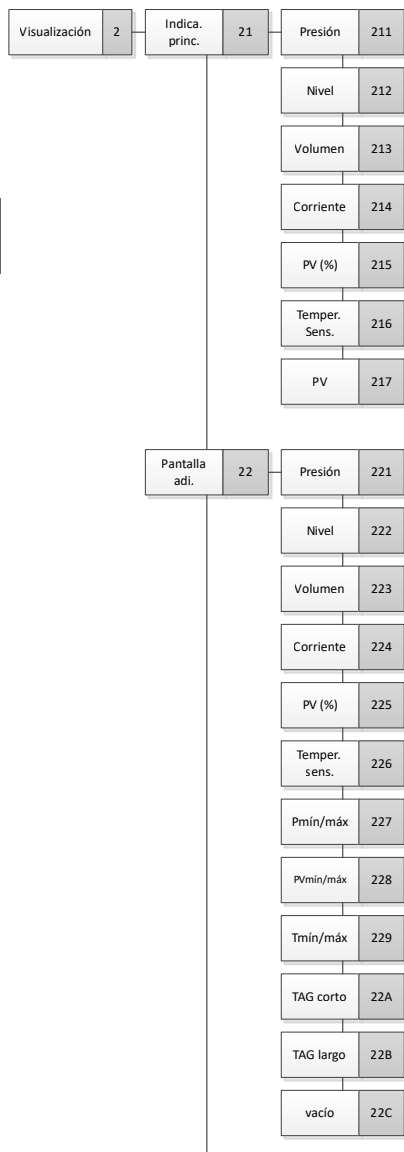 Visualización 2
Indica.
princ.
21
Presión 211
Nivel 212
Volumen 213
Corriente 214
PV (%) 215
Temper.
Sens.
216
PV 217
Pantalla
adi.
22
Presión 221
Nivel 222
Volumen 223
Corriente 224
PV (%) 225
Temper.
sens.
226
Pmín/máx 227
PVmín/máx 228
Tmín/máx 229
TAG corto 22A
TAG largo 22B
vacío 22C